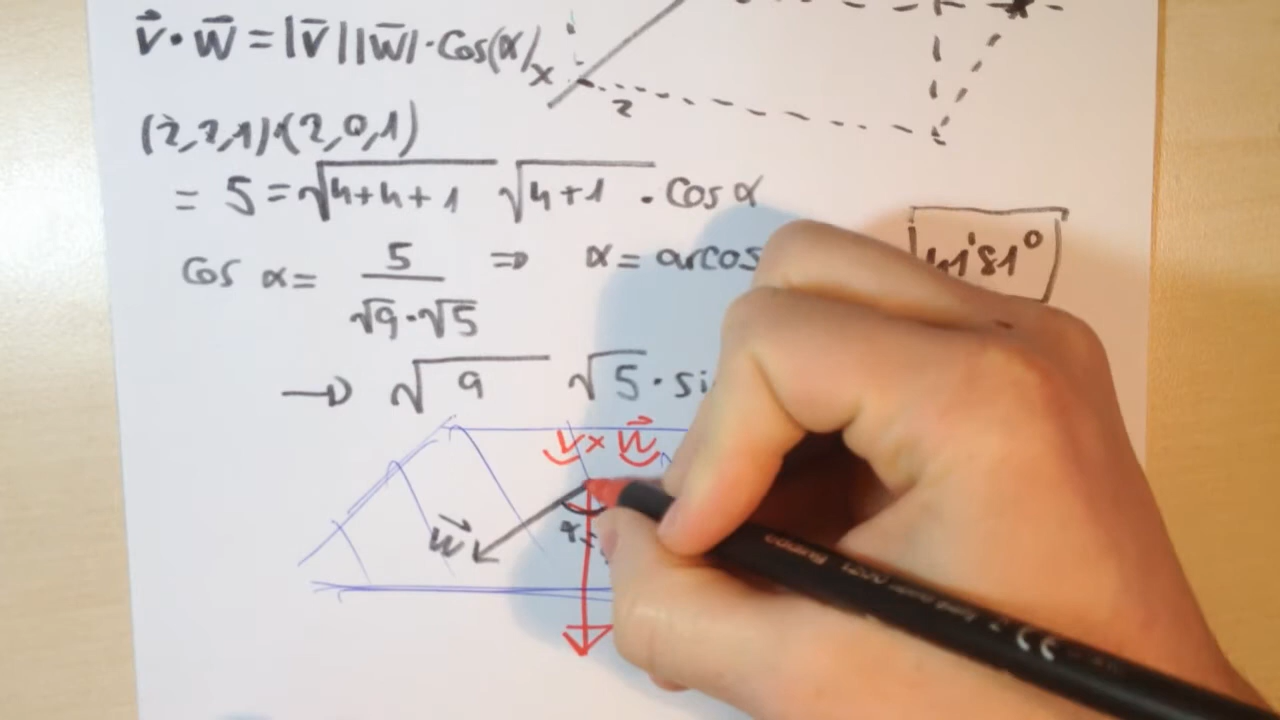 v⃗ · w⃗ = |v⃗| |w⃗| · Cos(α)
x
2
(2,2,1)·(2,0,1)
= 5 = √4+4+1 √4+1 · Cos α
41'81°
Cos α = 5 / √9·√5 ⇒ α = arcos
→ √9 √5 · si
v × w⃗
w⃗
α =